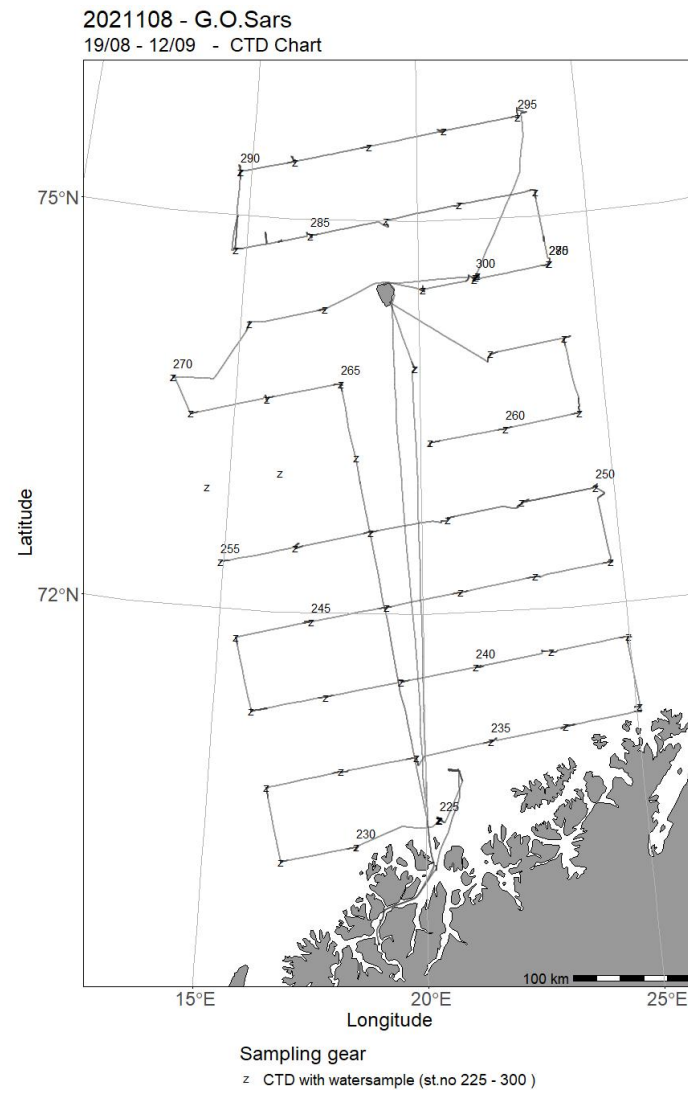 2021108 - G.O.Sars
19/08 - 12/09 - CTD Chart
295
290
75°N
285
300
270
265
260
250
255
72°N
245
240
235
225
230
100 km
15°E
20°E
25°E
Latitude
Longitude
Sampling gear
z CTD with watersample (st.no 225 - 300 )